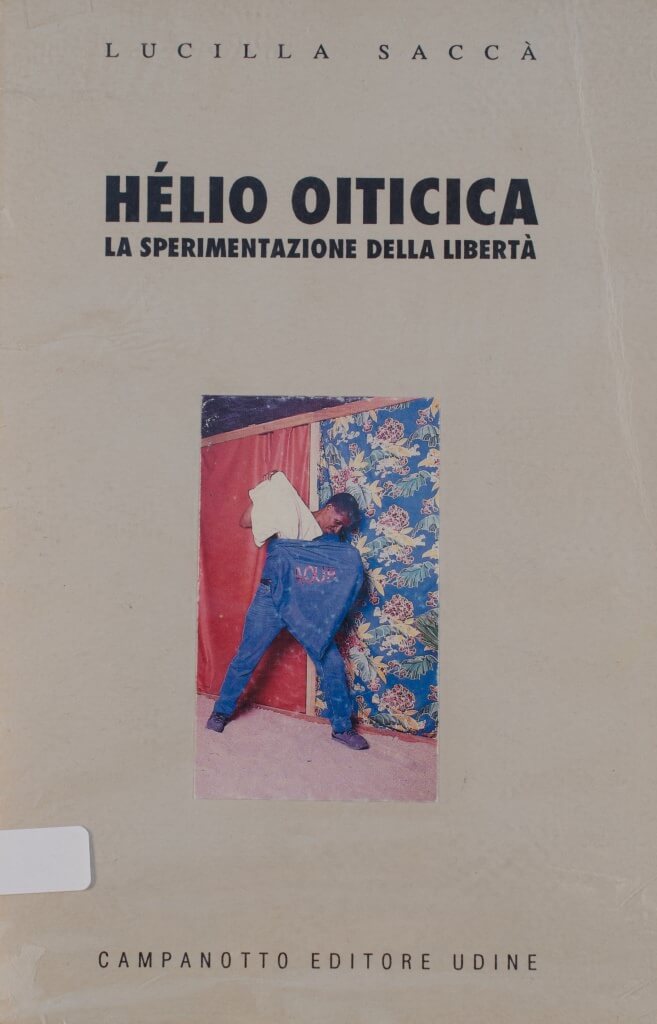 LUCILLA SACCÀ
HÉLIO OITICICA
LA SPERIMENTAZIONE DELLA LIBERTÀ
CAMPANOTTO EDITORE UDINE